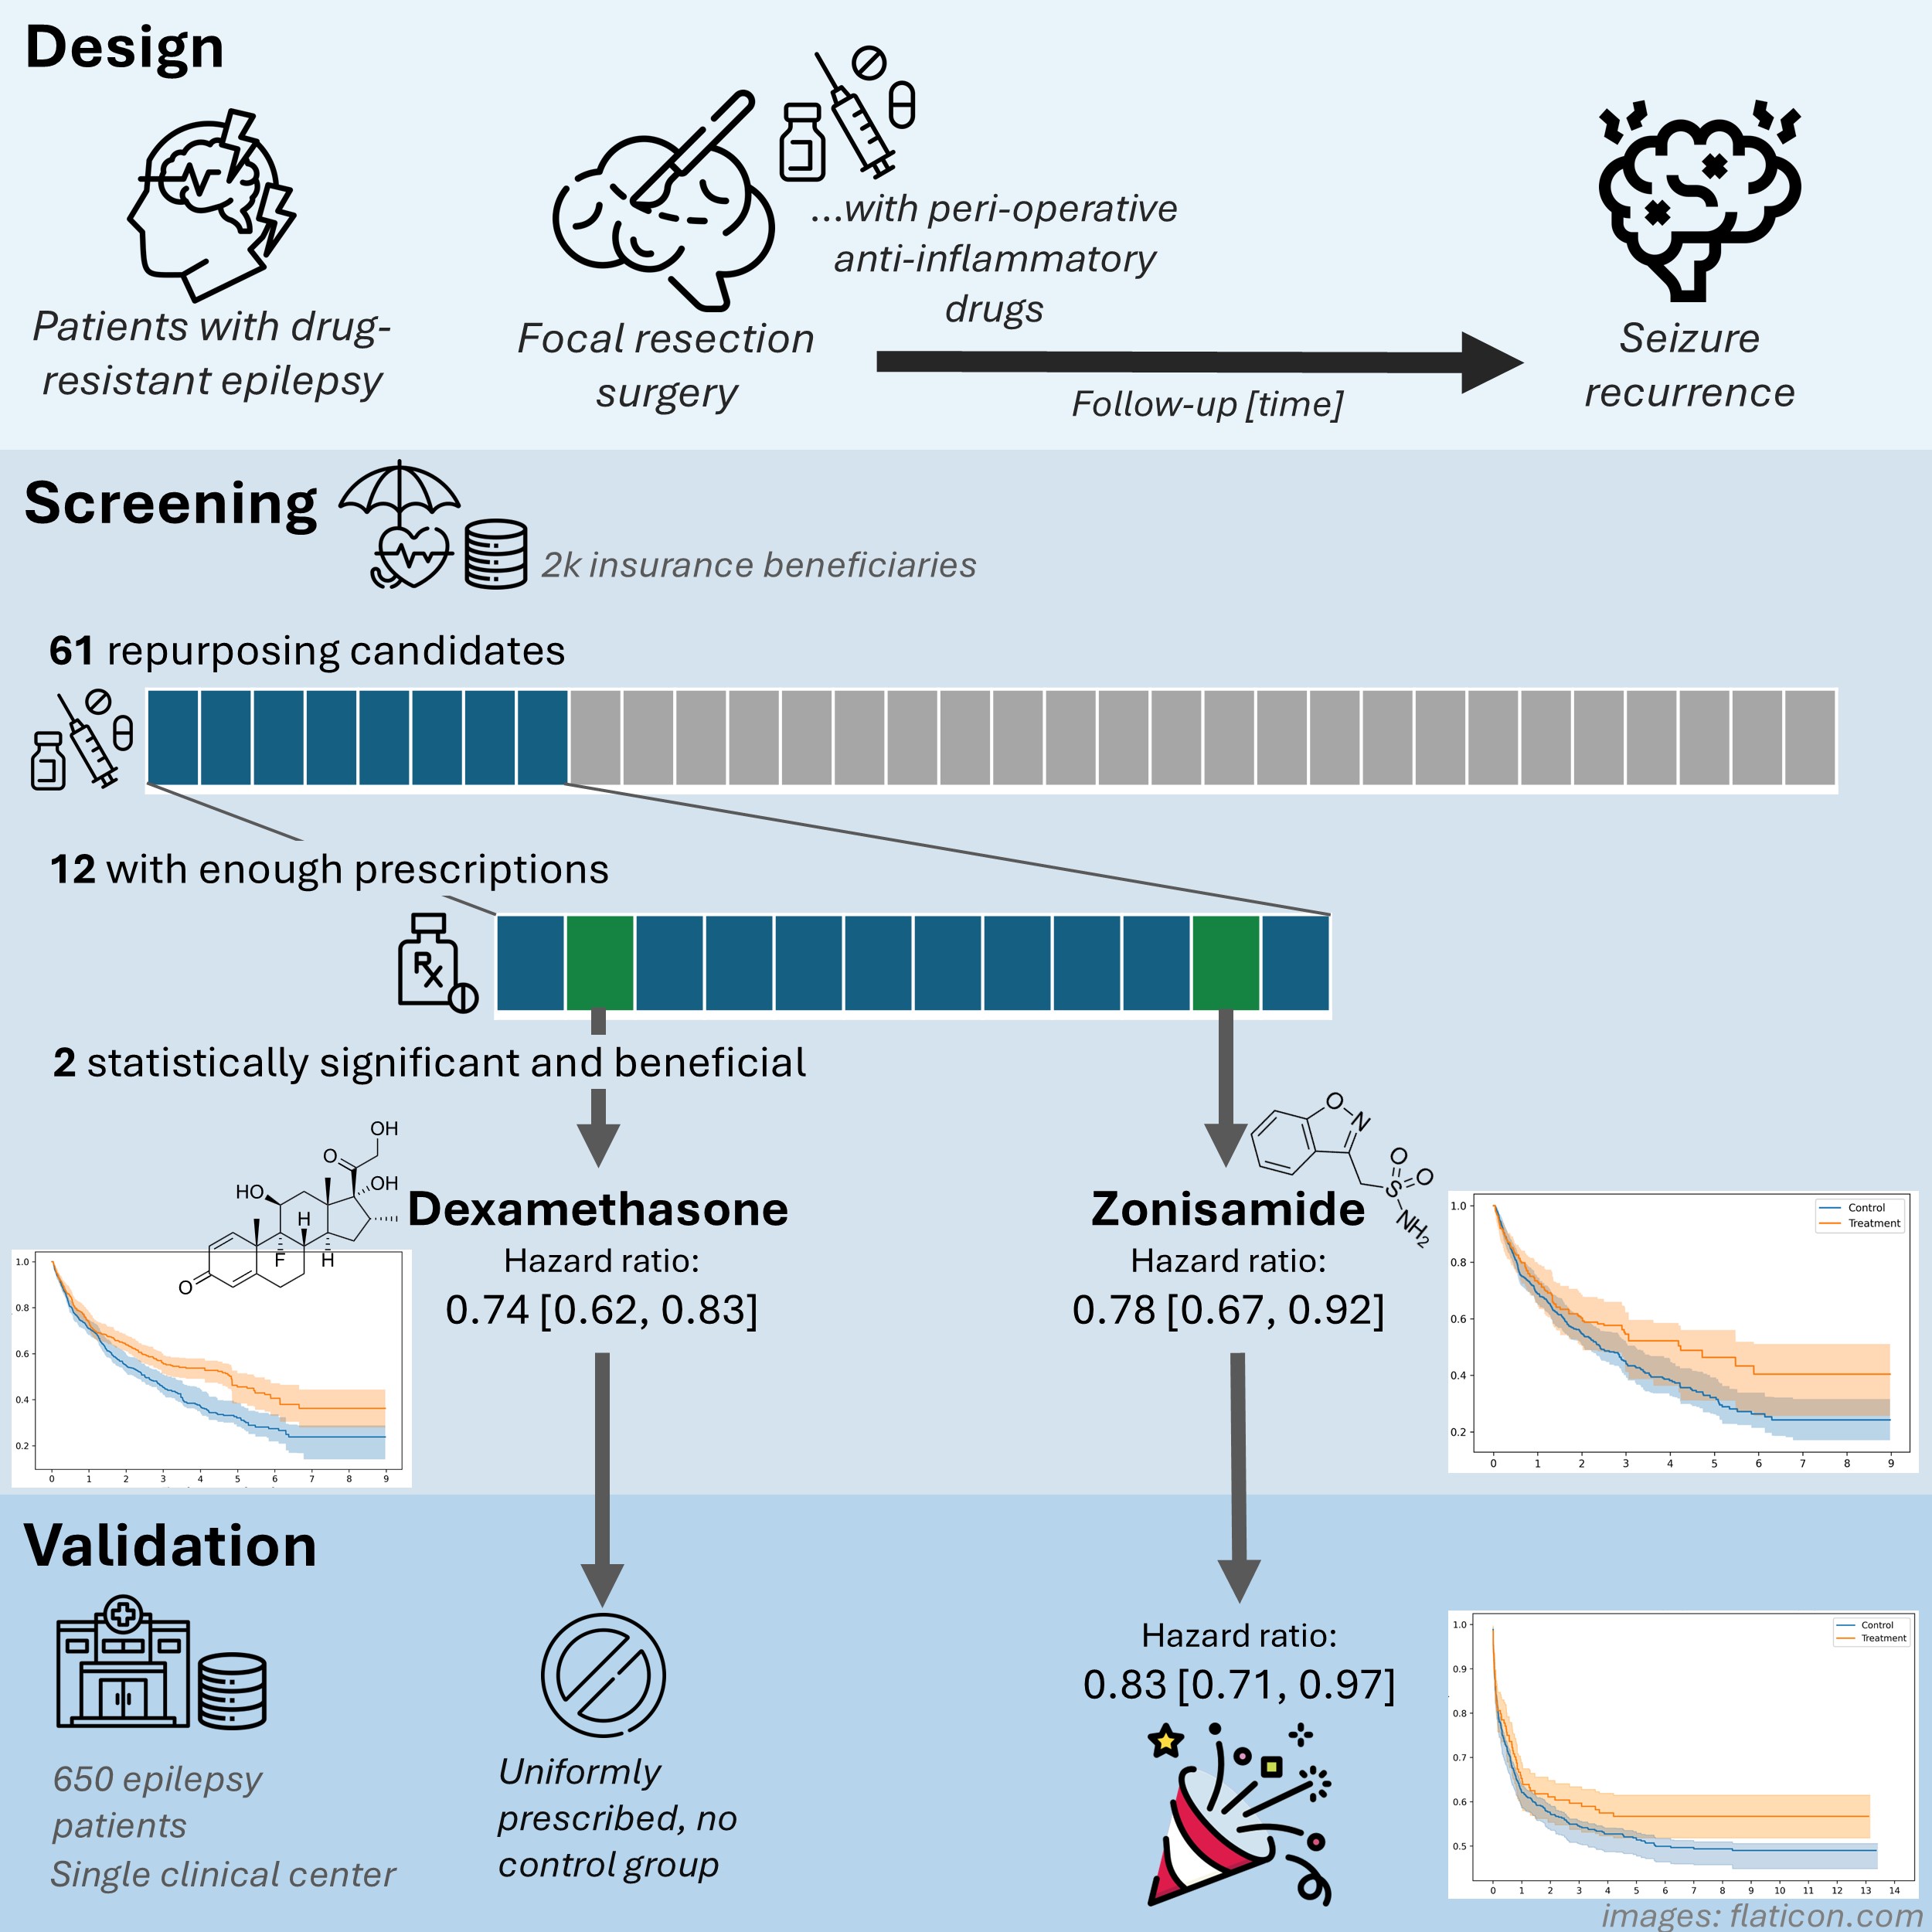 Design
...with peri-operative
anti-inflammatory
drugs
Patients with drug-
resistant epilepsy
Focal resection
surgery
Follow-up [time]
Seizure
recurrence
Screening
2k insurance beneficiaries
61 repurposing candidates
12 with enough prescriptions
Rx
2 statistically significant and beneficial
OH
O
OH
HO
H
F
H
O
Dexamethasone
Hazard ratio:
0.74 [0.62, 0.83]
1.0
0.8
0.6
0.4
0.2
0 1 2 3 4 5 6 7 8 9
O
N
O
S
O
NH2
Zonisamide
Hazard ratio:
0.78 [0.67, 0.92]
Control
Treatment
1.0
0.8
0.6
0.4
0.2
0 1 2 3 4 5 6 7 8 9
Validation
650 epilepsy
patients
Single clinical center
Uniformly
prescribed, no
control group
Hazard ratio:
0.83 [0.71, 0.97]
Control
Treatment
1.0
0.9
0.8
0.7
0.6
0.5
0 1 2 3 4 5 6 7 8 9 10 11 12 13 14
images: flaticon.com